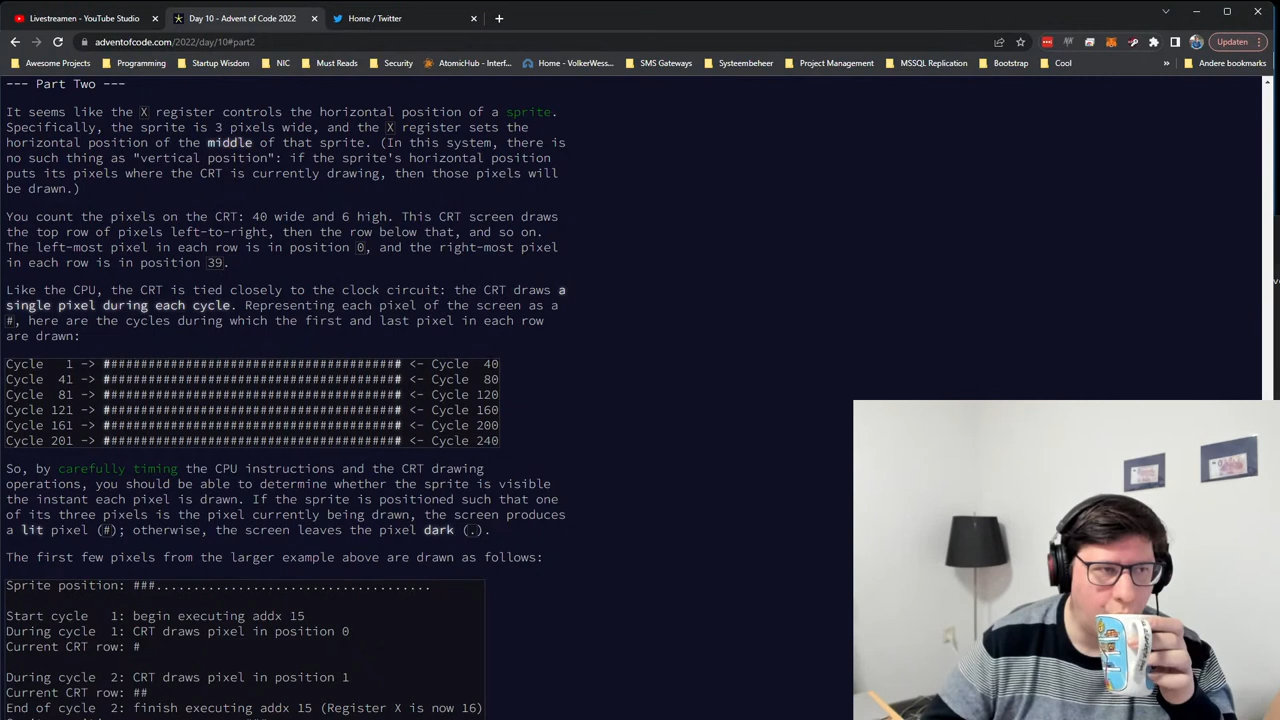 Livestreamen - YouTube Studio
Day 10 - Advent of Code 2022
Home / Twitter
adventofcode.com/2022/day/10#part2
Updaten
Awesome Projects
Programming
Startup Wisdom
NIC
Must Reads
Security
AtomicHub - Interf...
Home - VolkerWess...
SMS Gateways
Systeembeheer
Project Management
MSSQL Replication
Bootstrap
Cool
»
Andere bookmarks
--- Part Two ---
It seems like the X register controls the horizontal position of a sprite.
Specifically, the sprite is 3 pixels wide, and the X register sets the
horizontal position of the middle of that sprite. (In this system, there is
no such thing as "vertical position": if the sprite's horizontal position
puts its pixels where the CRT is currently drawing, then those pixels will
be drawn.)
You count the pixels on the CRT: 40 wide and 6 high. This CRT screen draws
the top row of pixels left-to-right, then the row below that, and so on.
The left-most pixel in each row is in position 0, and the right-most pixel
in each row is in position 39.
Like the CPU, the CRT is tied closely to the clock circuit: the CRT draws a
single pixel during each cycle. Representing each pixel of the screen as a
#, here are the cycles during which the first and last pixel in each row
are drawn:
Cycle   1 -> ######################################## <- Cycle  40
Cycle  41 -> ######################################## <- Cycle  80
Cycle  81 -> ######################################## <- Cycle 120
Cycle 121 -> ######################################## <- Cycle 160
Cycle 161 -> ######################################## <- Cycle 200
Cycle 201 -> ######################################## <- Cycle 240
So, by carefully timing the CPU instructions and the CRT drawing
operations, you should be able to determine whether the sprite is visible
the instant each pixel is drawn. If the sprite is positioned such that one
of its three pixels is the pixel currently being drawn, the screen produces
a lit pixel (#); otherwise, the screen leaves the pixel dark (.).
The first few pixels from the larger example above are drawn as follows:
Sprite position: ###.....................................
Start cycle   1: begin executing addx 15
During cycle  1: CRT draws pixel in position 0
Current CRT row: #
During cycle  2: CRT draws pixel in position 1
Current CRT row: ##
End of cycle  2: finish executing addx 15 (Register X is now 16)